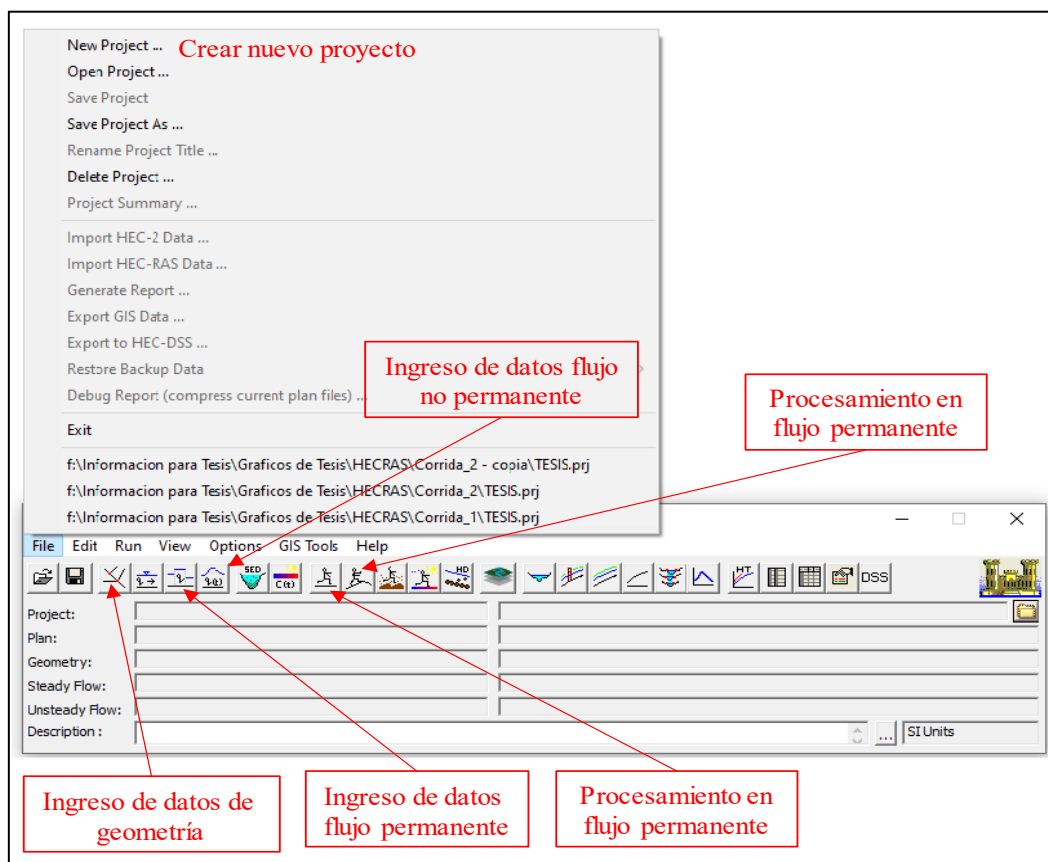 New Project ... Crear nuevo proyecto
Open Project ...
Save Project
Save Project As ...
Rename Project Title ...
Delete Project ...
Project Summary ...
Import HEC-2 Data ...
Import HEC-RAS Data ...
Generate Report ...
Export GIS Data ...
Export to HEC-DSS ...
Restore Backup Data
Debug Report (compress current plan files) ...
Exit
f:\Informacion para Tesis\Graficos de Tesis\HECRAS\Corrida_2 - copia\TESIS.prj
f:\Informacion para Tesis\Graficos de Tesis\HECRAS\Corrida_2\TESIS.prj
f:\Informacion para Tesis\Graficos de Tesis\HECRAS\Corrida_1\TESIS.prj
Ingreso de datos flujo
no permanente
Procesamiento en
flujo permanente
File Edit Run View Options GIS Tools Help
SED C(t) HD HT DSS
Project:
Plan:
Geometry:
Steady Flow:
Unsteady Flow:
Description : ... SI Units
Ingreso de datos de
geometría
Ingreso de datos
flujo permanente
Procesamiento en
flujo permanente